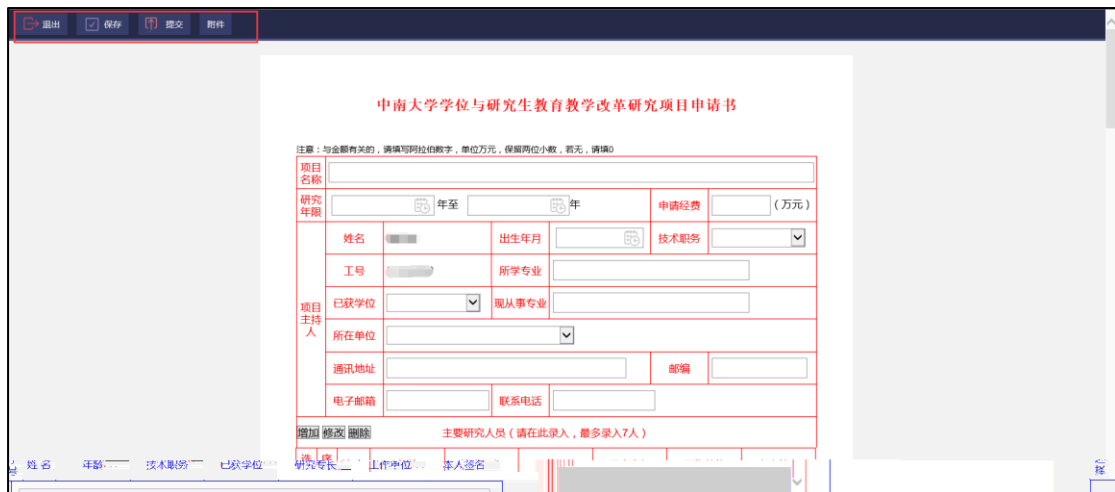 退出 保存 提交 附件
中南大学学位与研究生教育教学改革研究项目申请书
注意：与金额有关的，请填写阿拉伯数字，单位万元，保留两位小数，若无，请填0
项目名称
研究年限 年至 年 申请经费 (万元)
项目主持人
姓名 出生年月 技术职务
工号 所学专业
已获学位 现从事专业
所在单位
通讯地址 邮编
电子邮箱 联系电话
增加 修改 删除 主要研究人员（请在此录入，最多录入7人）
选 序
姓名 年龄 技术职务 已获学位 研究专长 工作单位 本人签名
择